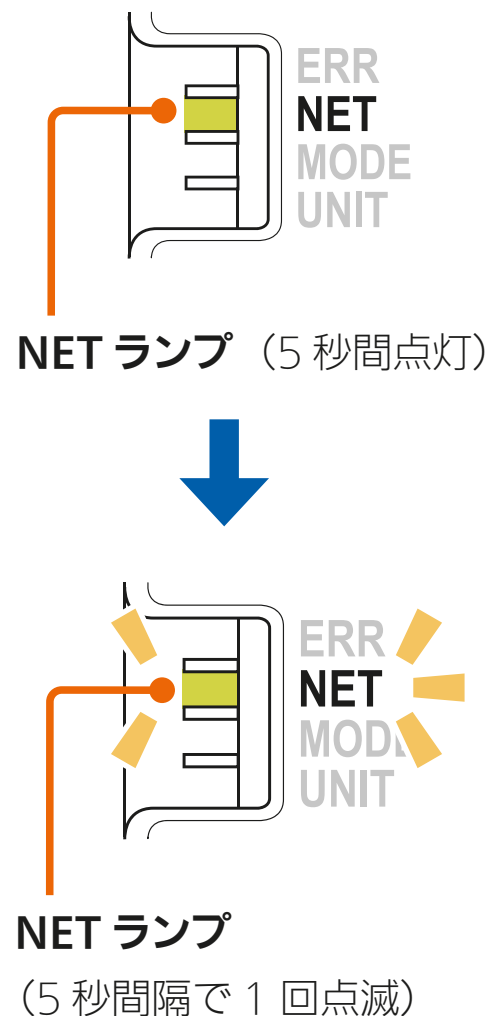 ERR
NET
MODE
UNIT
NET ランプ（5 秒間点灯）
ERR
NET
MODE
UNIT
NET ランプ
（5 秒間隔で 1 回点滅）